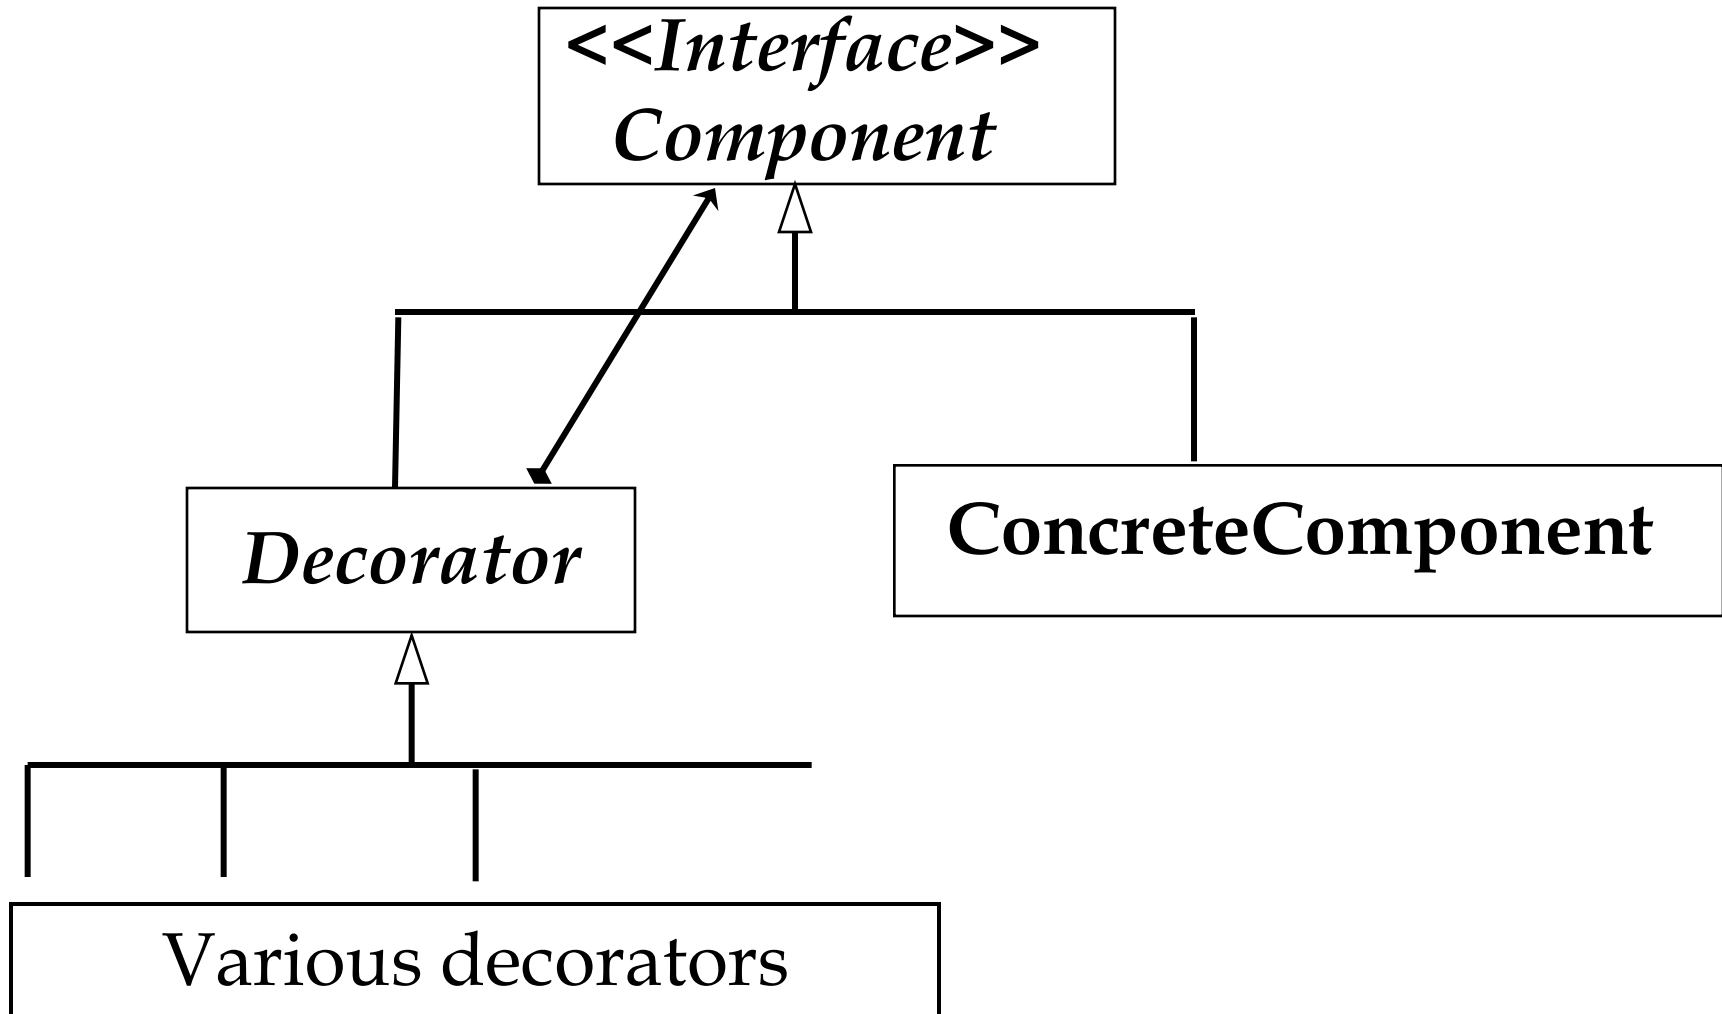 <<Interface>>
Component
Decorator
ConcreteComponent
Various decorators